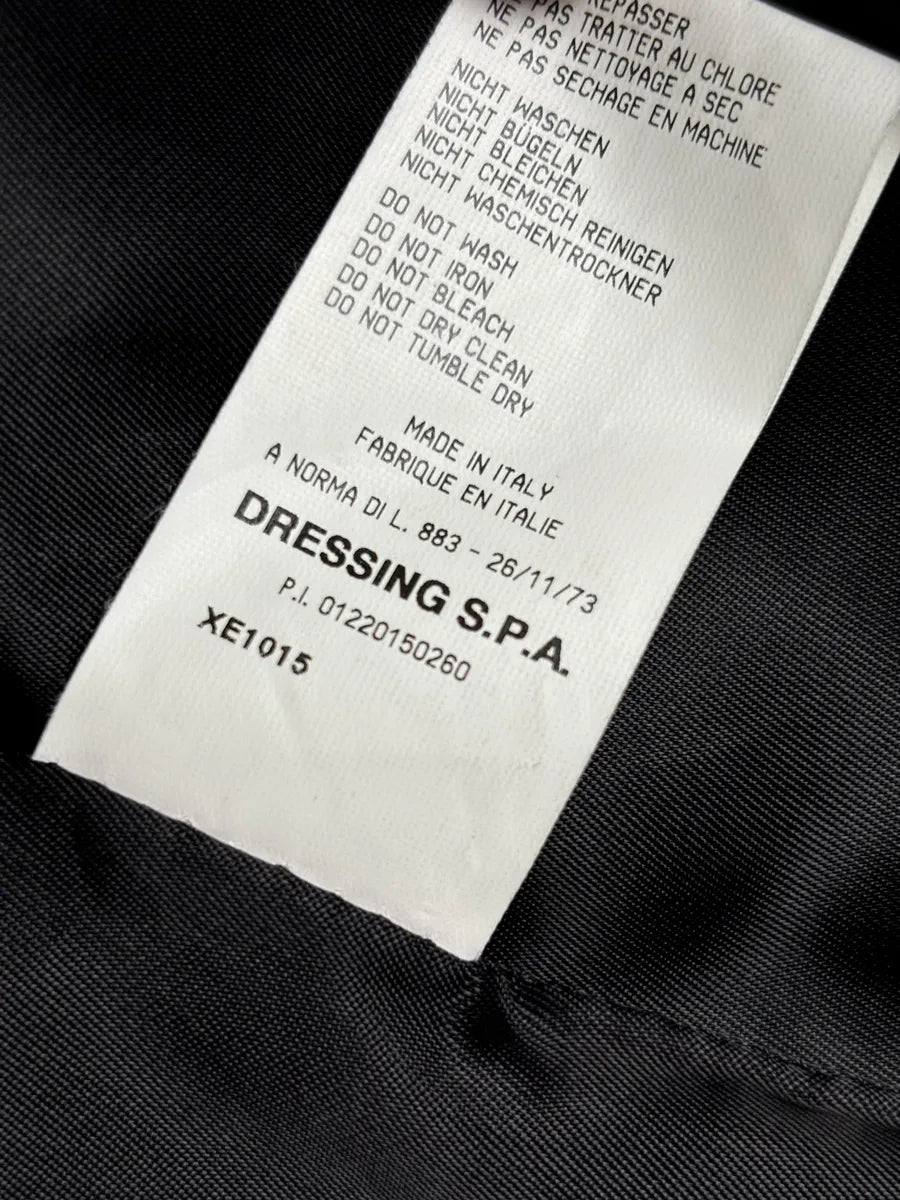 REPASSER
PAS TRATTER AU CHLORE
NE PAS NETTOYAGE A SEC
NE PAS SECHAGE EN MACHINE
NICHT WASCHEN
NICHT BÜGELN
NICHT BLEICHEN
NICHT CHEMISCH REINIGEN
NICHT WASCHENTROCKNER
DO NOT WASH
DO NOT IRON
DO NOT BLEACH
DO NOT DRY CLEAN
DO NOT TUMBLE DRY
MADE IN ITALY
FABRIQUE EN ITALIE
A NORMA DI L. 883 - 26/11/73
DRESSING S.P.A.
P.I. 01220150260
XE1015